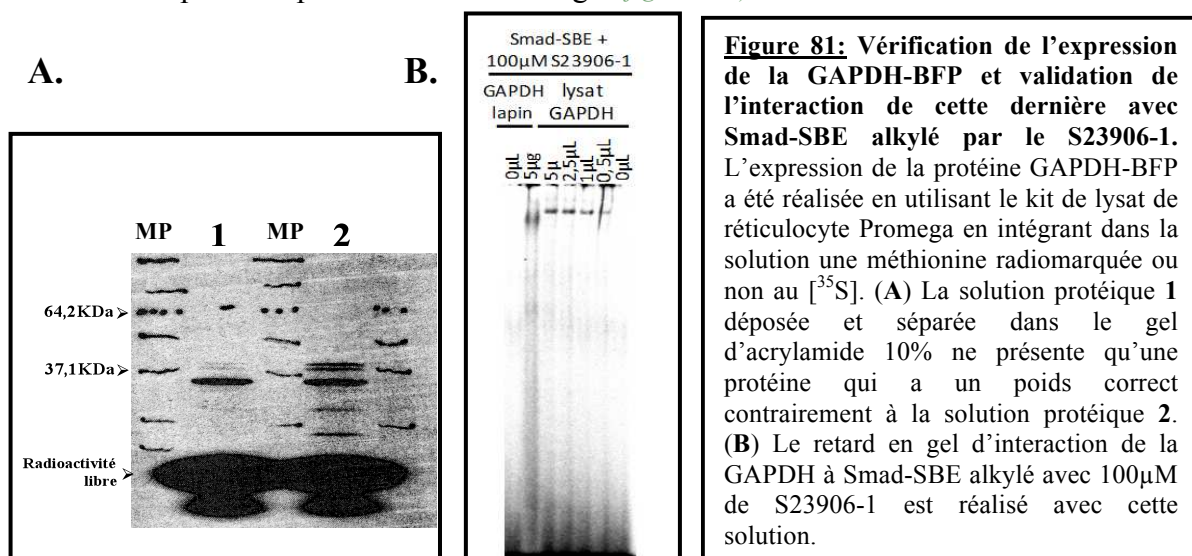 A.
B.
MP 1 MP 2
64,2KDa
37,1KDa
Radioactivité
libre
Smad-SBE +
100µM S23906-1
GAPDH lysat
lapin GAPDH
0µL 5µg 5µ 2,5µL 1µL 0,5µL 0µL
Figure 81: Vérification de l’expression
de la GAPDH-BFP et validation de
l’interaction de cette dernière avec
Smad-SBE alkylé par le S23906-1.
L’expression de la protéine GAPDH-BFP
a été réalisée en utilisant le kit de lysat de
réticulocyte Promega en intégrant dans la
solution une méthionine radiomarquée ou
non au [³⁵S]. (A) La solution protéique 1
déposée et séparée dans le gel
d’acrylamide 10% ne présente qu’une
protéine qui a un poids correct
contrairement à la solution protéique 2.
(B) Le retard en gel d’interaction de la
GAPDH à Smad-SBE alkylé avec 100µM
de S23906-1 est réalisé avec cette
solution.